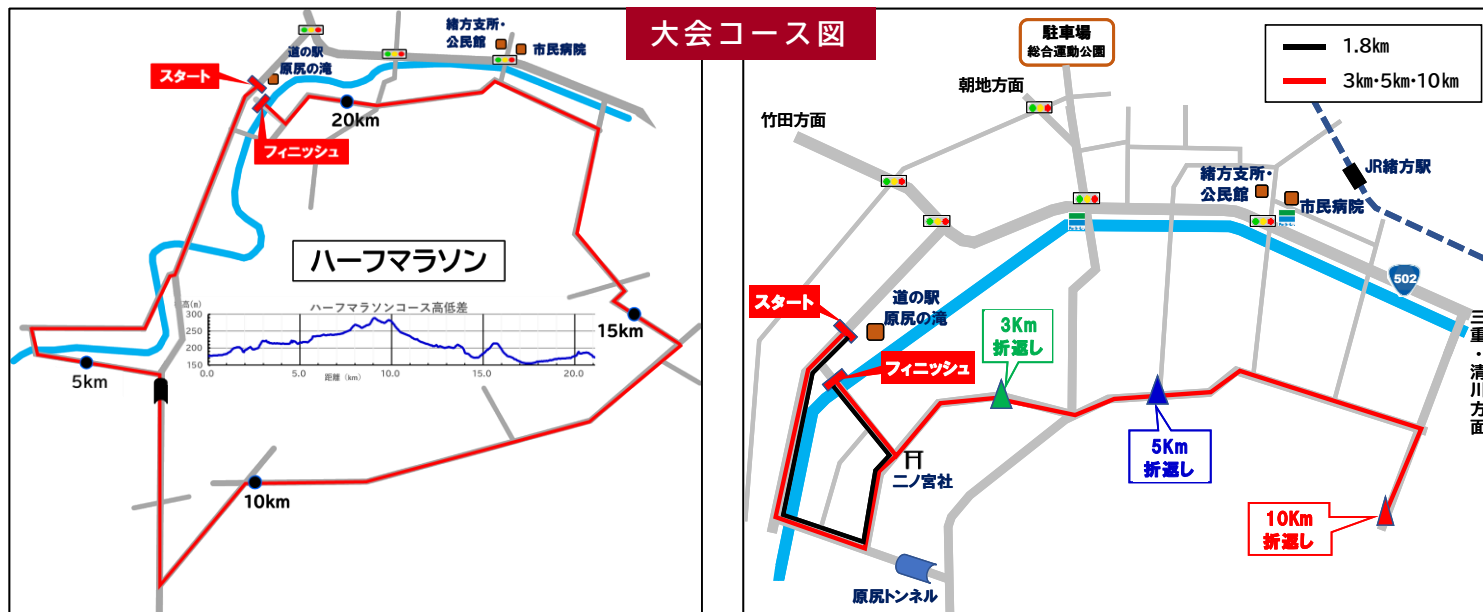 大会コース図
緒方支所・
公民館
市民病院
道の駅
原尻の滝
スタート
20km
フィニッシュ
ハーフマラソン
ハーフマラソンコース高低差
高(m)
300
250
200
150
0.0
5.0
10.0
15.0
20.0
距離（km）
15km
5km
10km
駐車場
総合運動公園
1.8km
3km・5km・10km
朝地方面
竹田方面
JR緒方駅
緒方支所・
公民館
市民病院
502
スタート
道の駅
原尻の滝
3Km
折返し
フィニッシュ
三重・清川方面
5Km
折返し
二ノ宮社
10Km
折返し
原尻トンネル